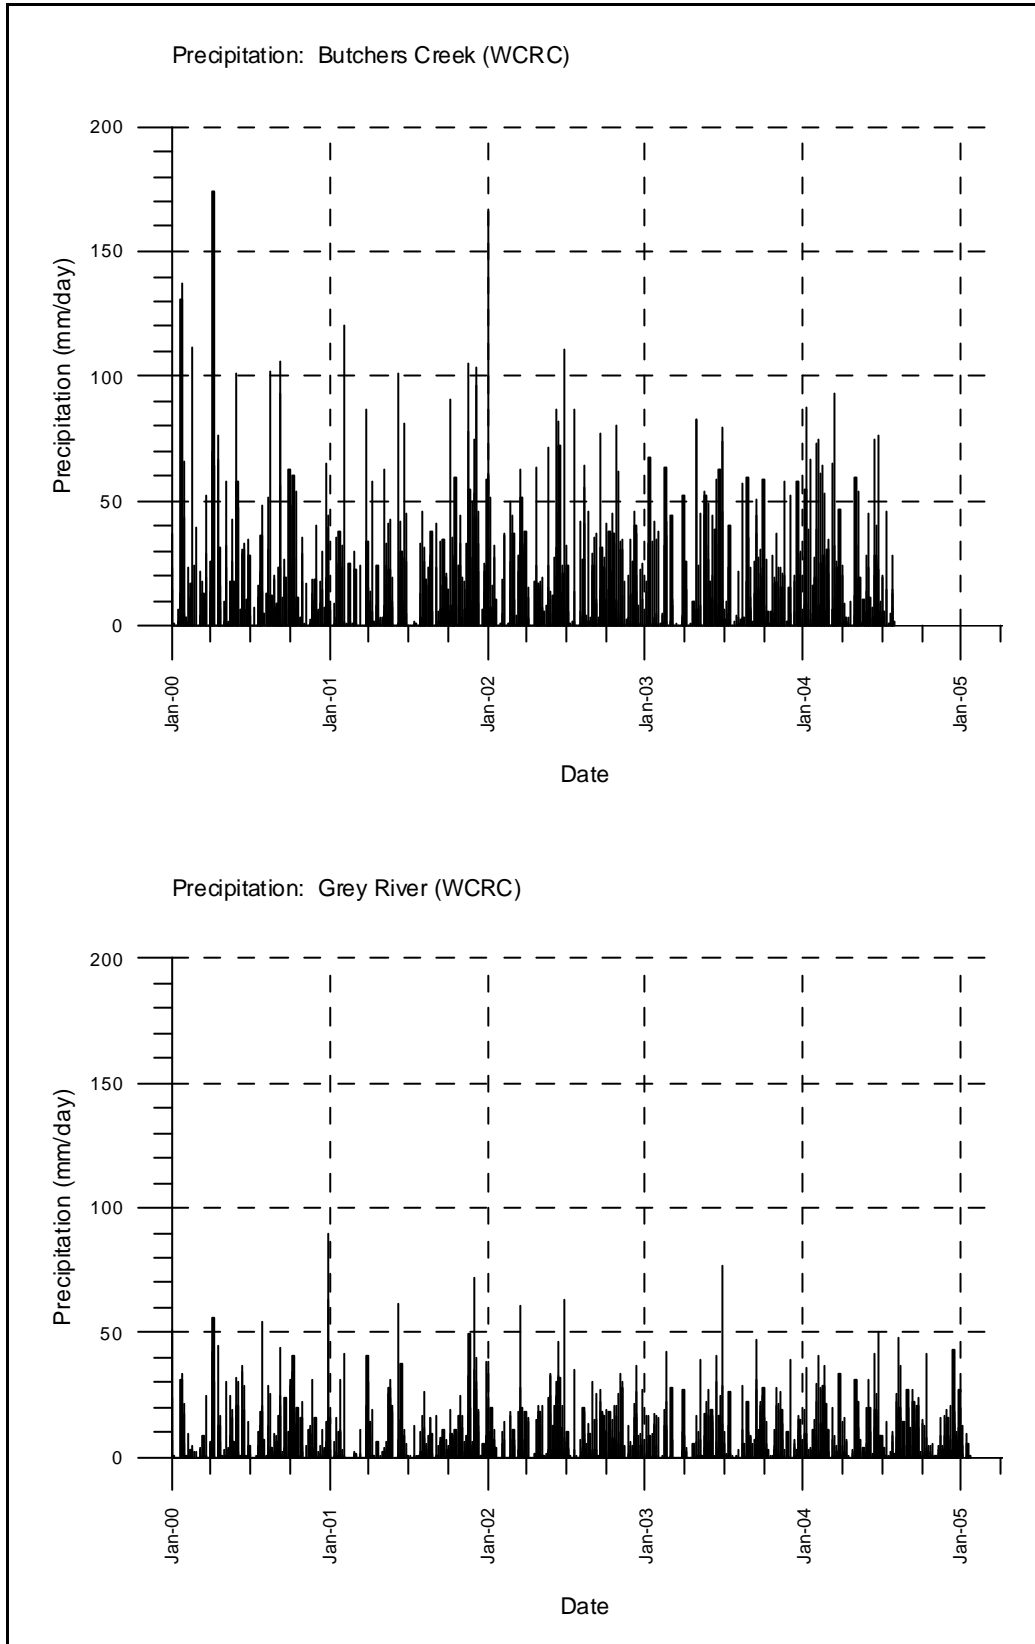 Precipitation: Butchers Creek (WCRC)
200
150
100
50
0
Precipitation (mm/day)
Jan-00
Jan-01
Jan-02
Jan-03
Jan-04
Jan-05
Date
Precipitation: Grey River (WCRC)
200
150
100
50
0
Precipitation (mm/day)
Jan-00
Jan-01
Jan-02
Jan-03
Jan-04
Jan-05
Date